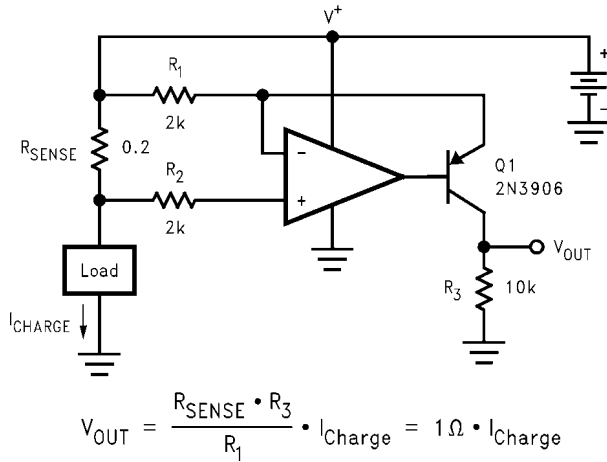 V+
R1
2k
+
−
RSENSE 0.2
R2
2k
−
+
Q1
2N3906
Load
VOUT
R3 10k
ICHARGE
VOUT = RSENSE • R3 / R1 • ICharge = 1Ω • ICharge